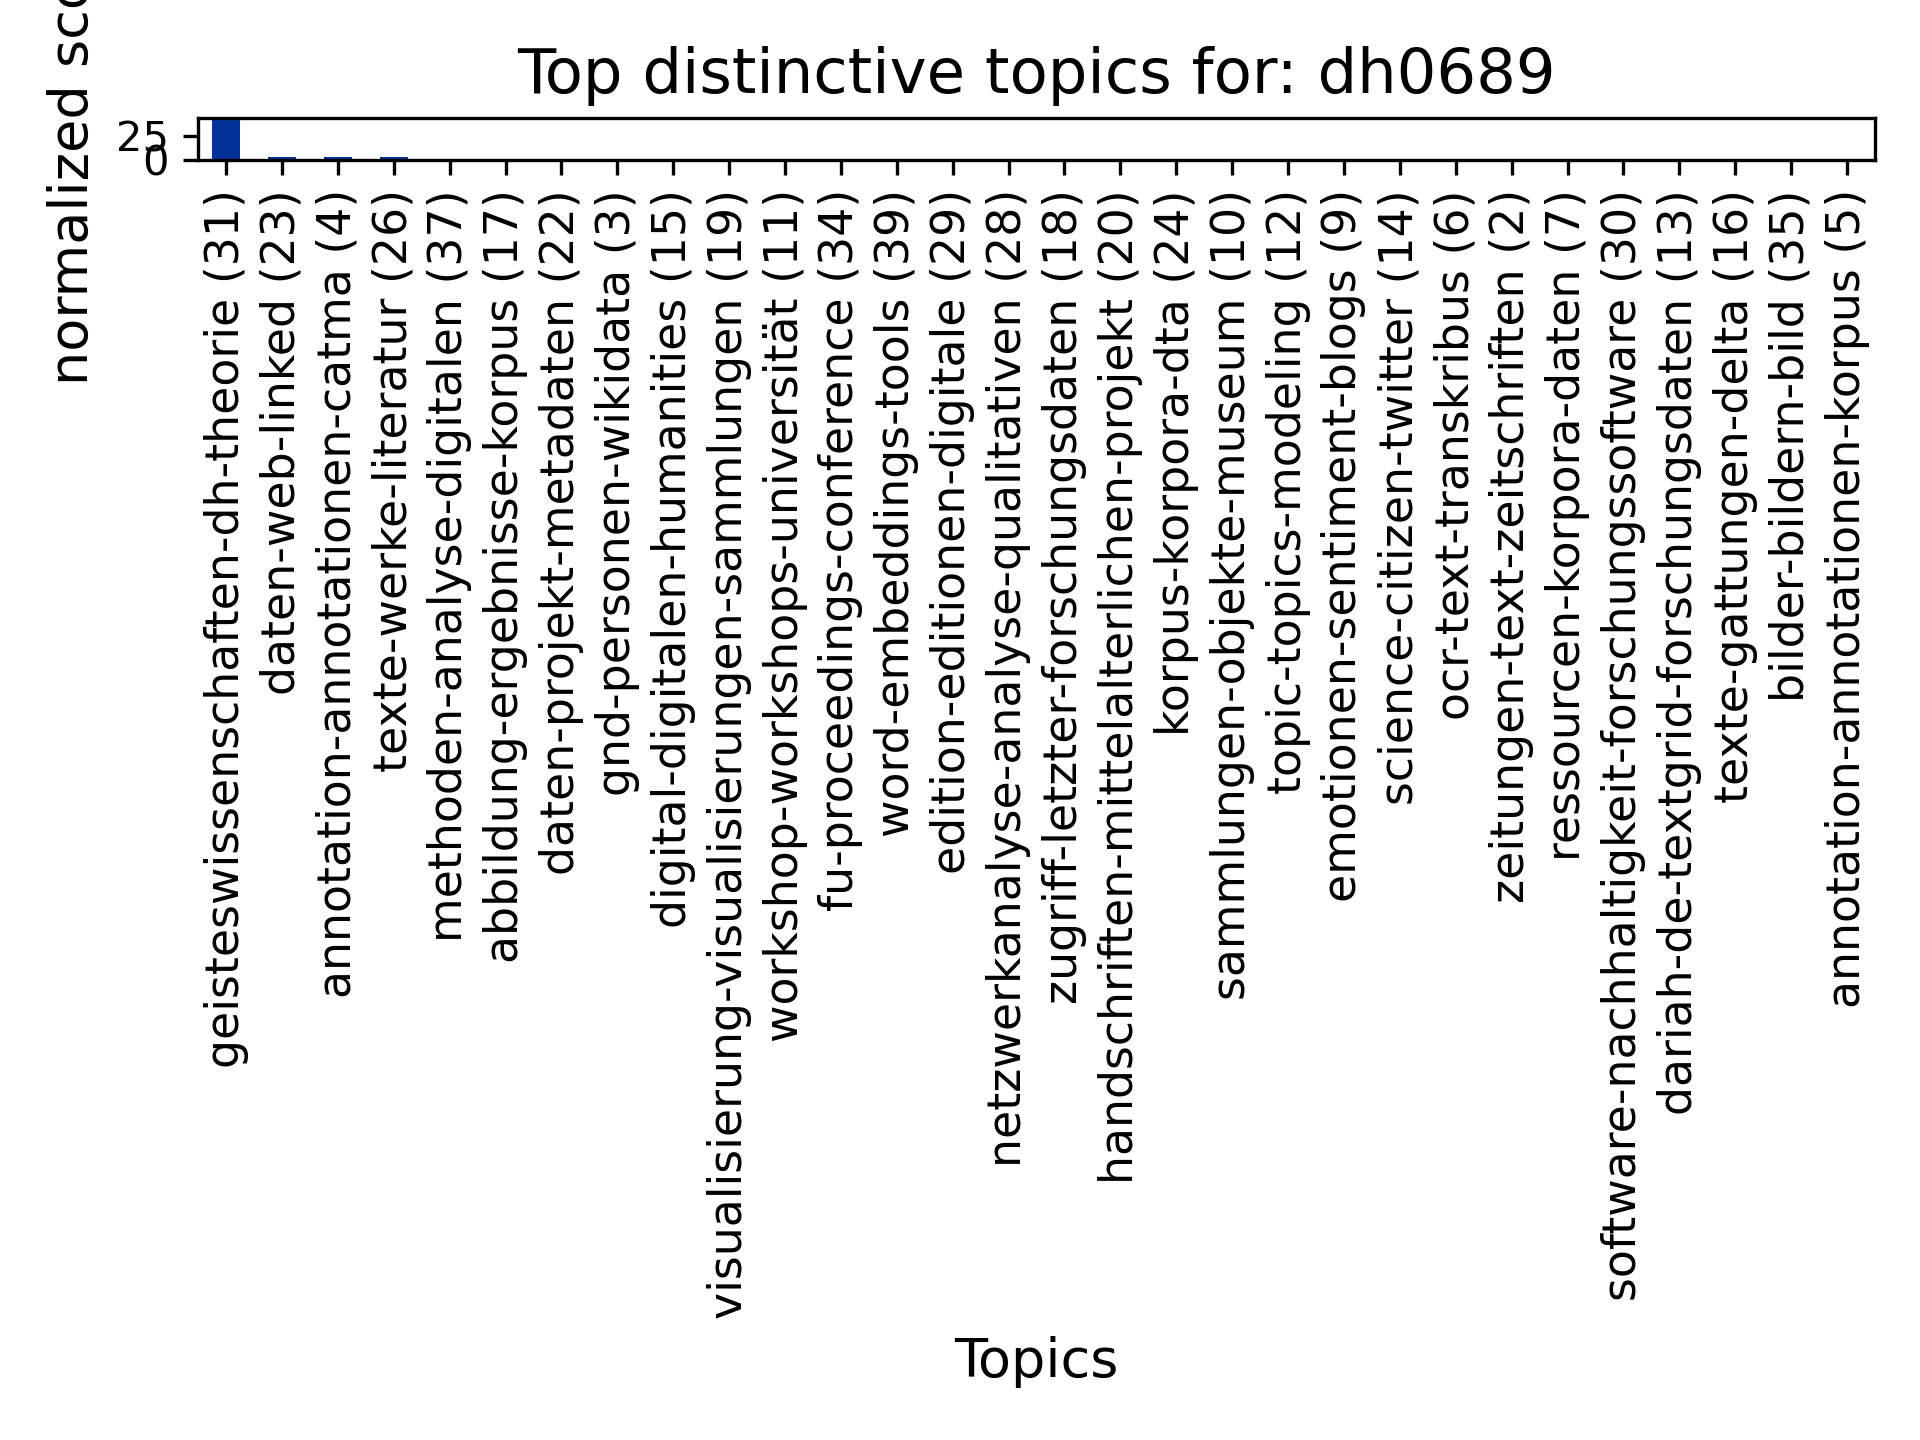 Top distinctive topics for: dh0689
normalized
25
0
geisteswissenschaften-dh-theorie (31)
daten-web-linked (23)
annotation-annotationen-catma (4)
texte-werke-literatur (26)
methoden-analyse-digitalen (37)
abbildung-ergebnisse-korpus (17)
daten-projekt-metadaten (22)
gnd-personen-wikidata (3)
digital-digitalen-humanities (15)
visualisierung-visualisierungen-sammlungen (19)
workshop-workshops-universität (11)
fu-proceedings-conference (34)
word-embeddings-tools (39)
edition-editionen-digitale (29)
netzwerkanalyse-analyse-qualitativen (28)
zugriff-letzter-forschungsdaten (18)
handschriften-mittelalterlichen-projekt (20)
korpus-korpora-dta (24)
sammlungen-objekte-museum (10)
topic-topics-modeling (12)
emotionen-sentiment-blogs (9)
science-citizen-twitter (14)
ocr-text-transkribus (6)
zeitungen-text-zeitschriften (2)
ressourcen-korpora-daten (7)
software-nachhaltigkeit-forschungssoftware (30)
dariah-de-textgrid-forschungsdaten (13)
texte-gattungen-delta (16)
bilder-bildern-bild (35)
annotation-annotationen-korpus (5)
Topics